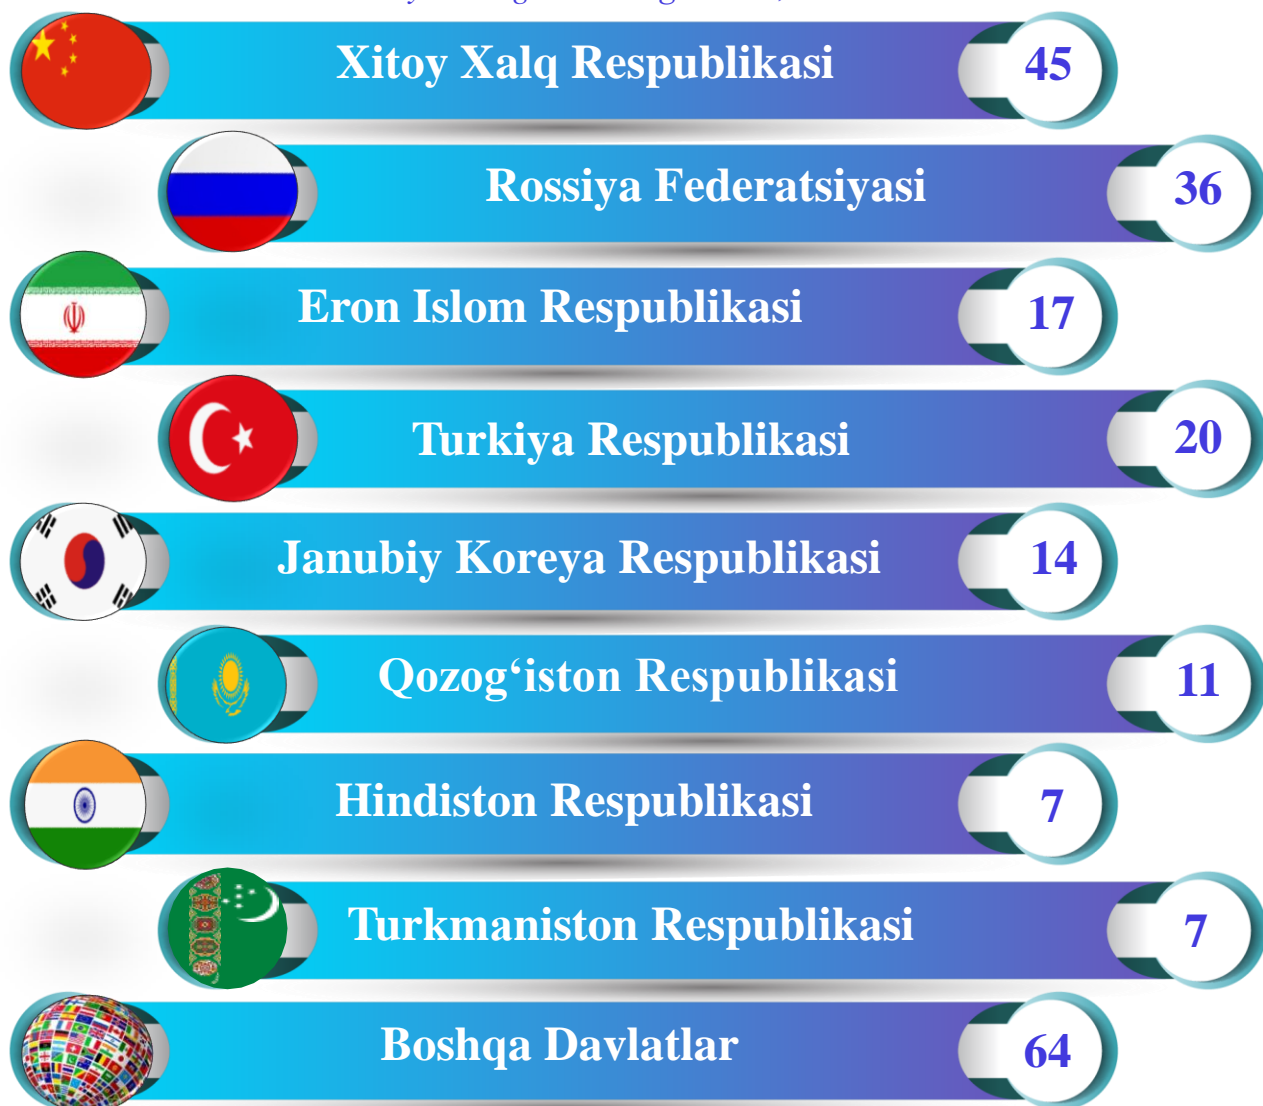 Xitoy Xalq Respublikasi 45
Rossiya Federatsiyasi 36
Eron Islom Respublikasi 17
Turkiya Respublikasi 20
Janubiy Koreya Respublikasi 14
Qozog‘iston Respublikasi 11
Hindiston Respublikasi 7
Turkmaniston Respublikasi 7
Boshqa Davlatlar 64